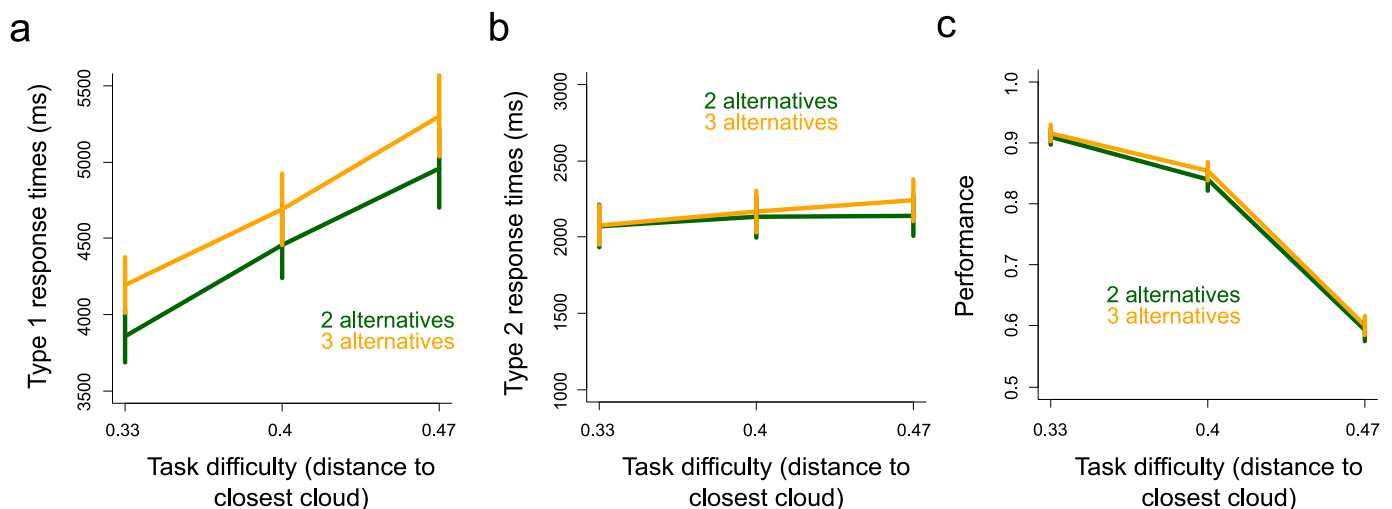 a
Type 1 response times (ms)
5500
5000
4500
4000
3500
2 alternatives
3 alternatives
0.33
0.4
0.47
Task difficulty (distance to
closest cloud)
b
Type 2 response times (ms)
3000
2500
2000
1500
1000
2 alternatives
3 alternatives
0.33
0.4
0.47
Task difficulty (distance to
closest cloud)
c
Performance
1.0
0.9
0.8
0.7
0.6
0.5
2 alternatives
3 alternatives
0.33
0.4
0.47
Task difficulty (distance to
closest cloud)